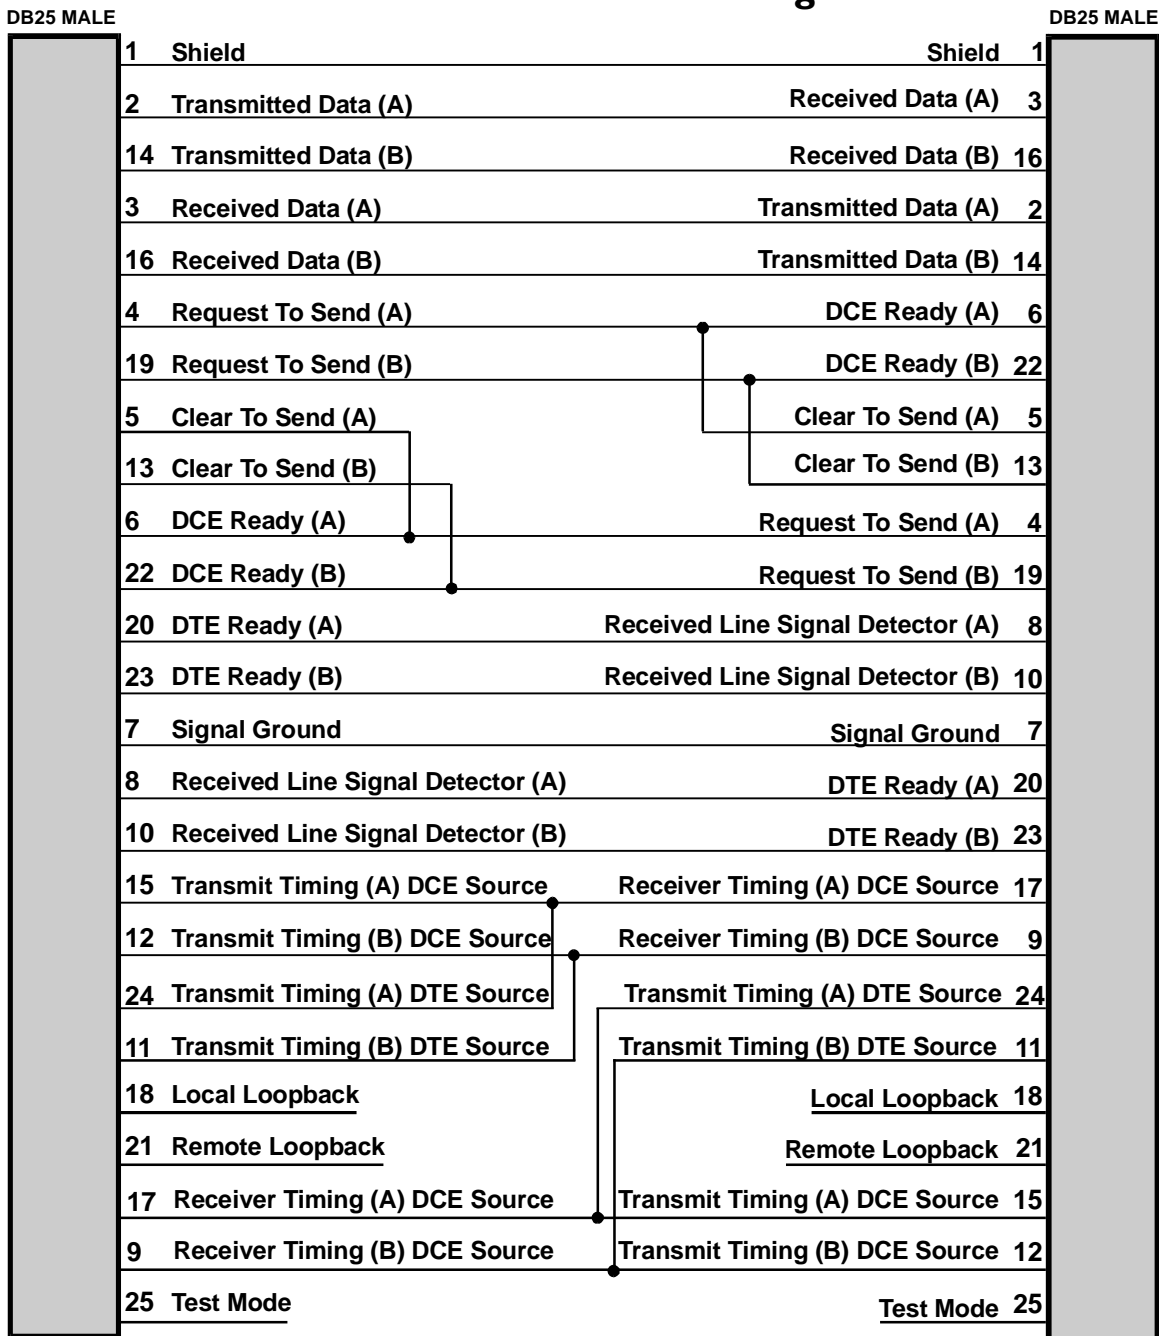 DB25 MALE DB25 MALE
1 Shield Shield 1
2 Transmitted Data (A) Received Data (A) 3
14 Transmitted Data (B) Received Data (B) 16
3 Received Data (A) Transmitted Data (A) 2
16 Received Data (B) Transmitted Data (B) 14
4 Request To Send (A) DCE Ready (A) 6
19 Request To Send (B) DCE Ready (B) 22
5 Clear To Send (A) Clear To Send (A) 5
13 Clear To Send (B) Clear To Send (B) 13
6 DCE Ready (A) Request To Send (A) 4
22 DCE Ready (B) Request To Send (B) 19
20 DTE Ready (A) Received Line Signal Detector (A) 8
23 DTE Ready (B) Received Line Signal Detector (B) 10
7 Signal Ground Signal Ground 7
8 Received Line Signal Detector (A) DTE Ready (A) 20
10 Received Line Signal Detector (B) DTE Ready (B) 23
15 Transmit Timing (A) DCE Source Receiver Timing (A) DCE Source 17
12 Transmit Timing (B) DCE Source Receiver Timing (B) DCE Source 9
24 Transmit Timing (A) DTE Source Transmit Timing (A) DTE Source 24
11 Transmit Timing (B) DTE Source Transmit Timing (B) DTE Source 11
18 Local Loopback Local Loopback 18
21 Remote Loopback Remote Loopback 21
17 Receiver Timing (A) DCE Source Transmit Timing (A) DCE Source 15
9 Receiver Timing (B) DCE Source Transmit Timing (B) DCE Source 12
25 Test Mode Test Mode 25